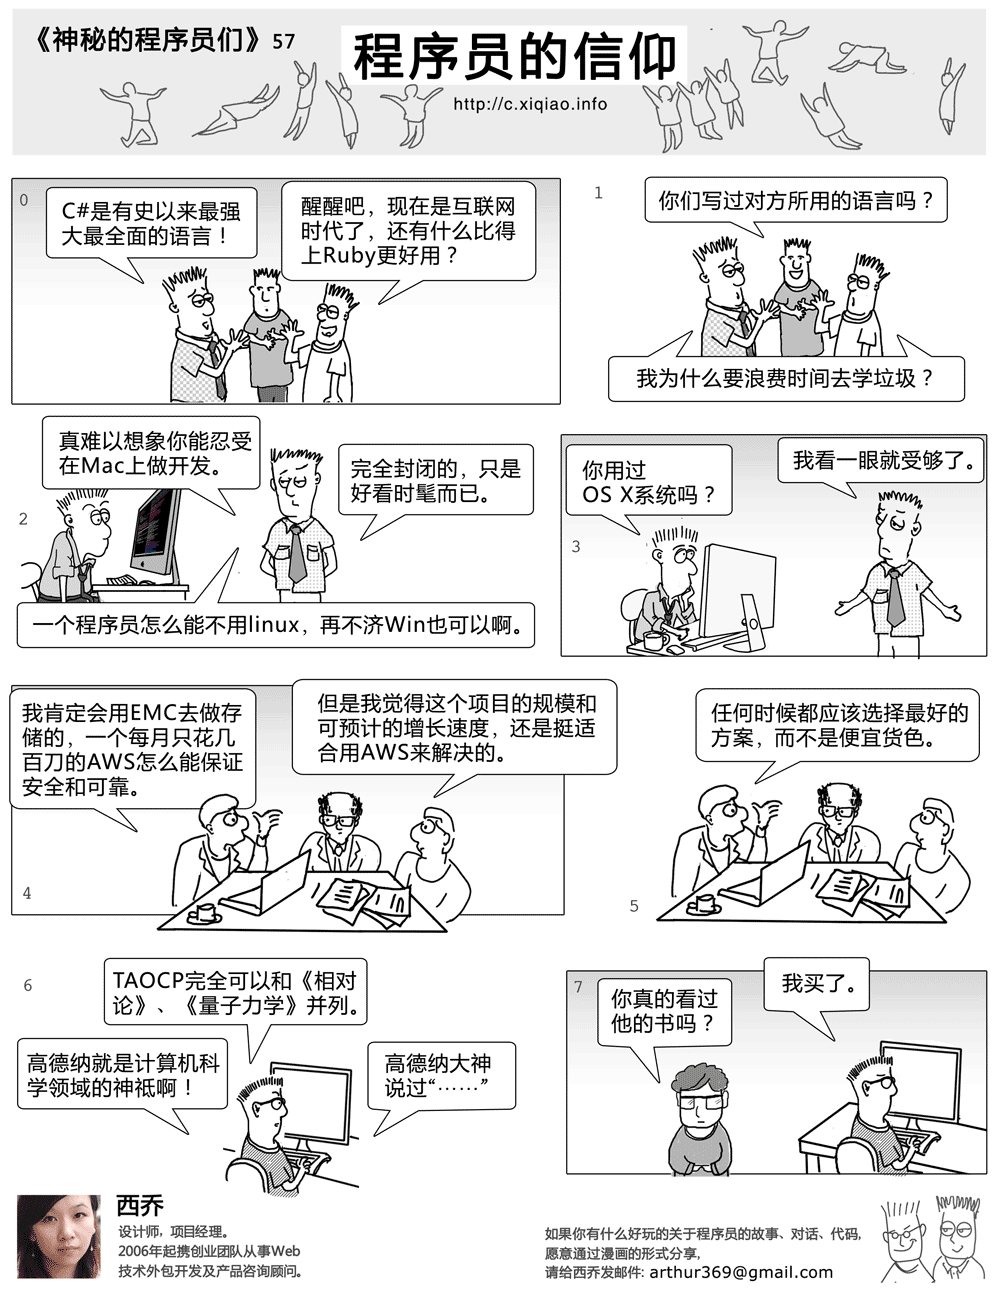 《神秘的程序员们》57
程序员的信仰
http://c.xiqiao.info
0
C#是有史以来最强
大最全面的语言！
醒醒吧，现在是互联网
时代了，还有什么比得
上Ruby更好用？
1
你们写过对方所用的语言吗？
我为什么要浪费时间去学垃圾？
2
真难以想象你能忍受
在Mac上做开发。
完全封闭的，只是
好看时髦而已。
一个程序员怎么能不用linux，再不济Win也可以啊。
3
你用过
OS X系统吗？
我看一眼就受够了。
4
我肯定会用EMC去做存
储的，一个每月只花几
百刀的AWS怎么能保证
安全和可靠。
但是我觉得这个项目的规模和
可预计的增长速度，还是挺适
合用AWS来解决的。
5
任何时候都应该选择最好的
方案，而不是便宜货色。
6
TAOCP完全可以和《相对
论》、《量子力学》并列。
高德纳就是计算机科
学领域的神祇啊！
高德纳大神
说过“……”
7
你真的看过
他的书吗？
我买了。
西乔
设计师，项目经理。
2006年起携创业团队从事Web
技术外包开发及产品咨询顾问。
如果你有什么好玩的关于程序员的故事、对话、代码,
愿意通过漫画的形式分享,
请给西乔发邮件: arthur369@gmail.com